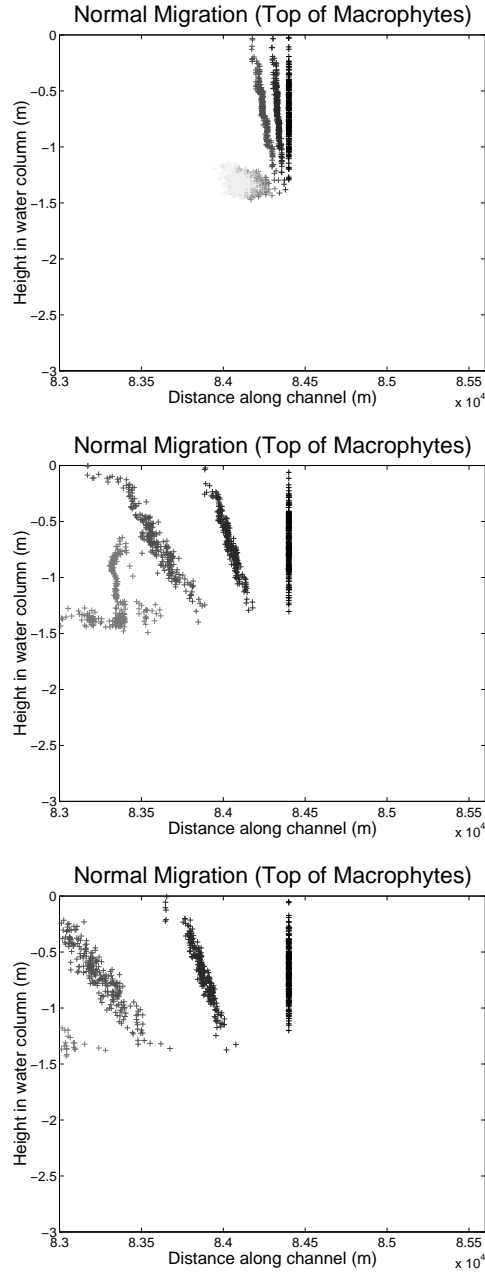 Normal Migration (Top of Macrophytes)
0
−0.5
−1
−1.5
−2
−2.5
−3
Height in water column (m)
8.3 8.35 8.4 8.45 8.5 8.55
Distance along channel (m)
x 10^4
Normal Migration (Top of Macrophytes)
0
−0.5
−1
−1.5
−2
−2.5
−3
Height in water column (m)
8.3 8.35 8.4 8.45 8.5 8.55
Distance along channel (m)
x 10^4
Normal Migration (Top of Macrophytes)
0
−0.5
−1
−1.5
−2
−2.5
−3
Height in water column (m)
8.3 8.35 8.4 8.45 8.5 8.55
Distance along channel (m)
x 10^4